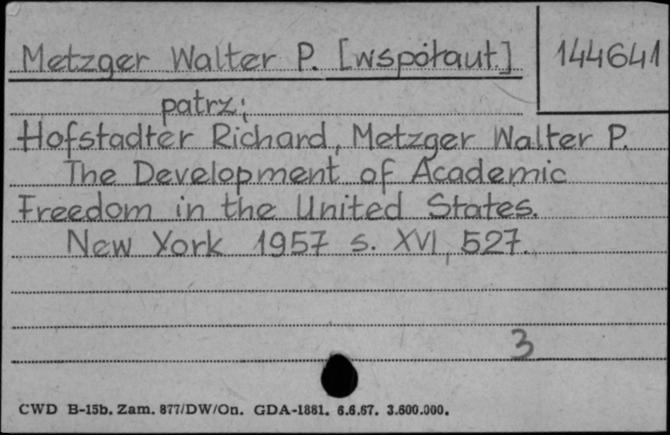 Metzger Walter P. [współaut.]
144641
patrz:
Hofstadter Richard, Metzger Walter P.
The Development of Academic
Freedom in the United States.
New York 1957 s. XVI, 527.
3
CWD B-15b. Zam. 877/DW/On. GDA-1881. 6.6.67. 3.600.000.